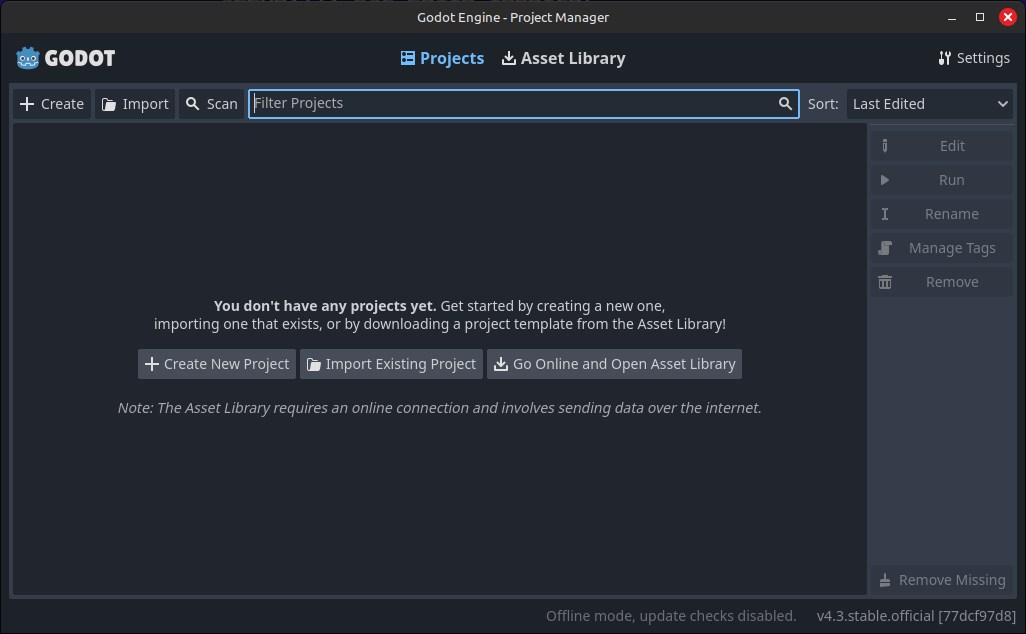 Godot Engine - Project Manager
GODOT
Projects
Asset Library
Settings
Create
Import
Scan
Filter Projects
Sort:
Last Edited
Edit
Run
Rename
Manage Tags
Remove
You don't have any projects yet. Get started by creating a new one,
importing one that exists, or by downloading a project template from the Asset Library!
Create New Project
Import Existing Project
Go Online and Open Asset Library
Note: The Asset Library requires an online connection and involves sending data over the internet.
Remove Missing
Offline mode, update checks disabled.
v4.3.stable.official [77dcf97d8]